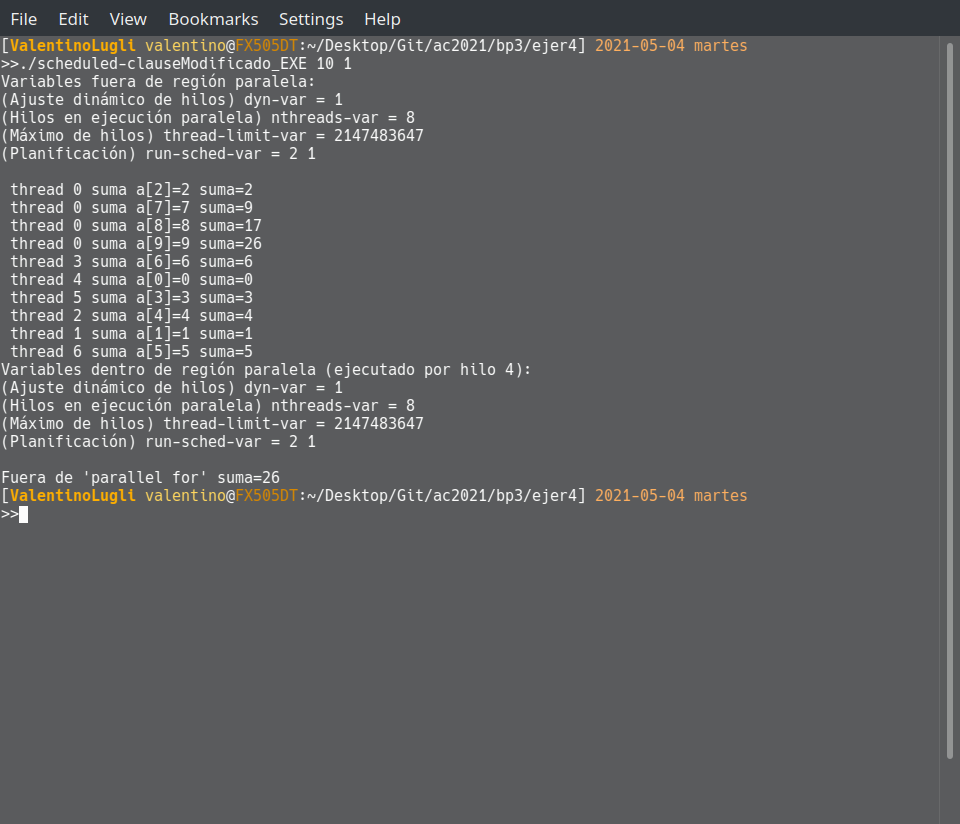 File Edit View Bookmarks Settings Help
[ValentinoLugli valentino@FX505DT:~/Desktop/Git/ac2021/bp3/ejer4] 2021-05-04 martes
>>./scheduled-clauseModificado_EXE 10 1
Variables fuera de región paralela:
(Ajuste dinámico de hilos) dyn-var = 1
(Hilos en ejecución paralela) nthreads-var = 8
(Máximo de hilos) thread-limit-var = 2147483647
(Planificación) run-sched-var = 2 1
thread 0 suma a[2]=2 suma=2
thread 0 suma a[7]=7 suma=9
thread 0 suma a[8]=8 suma=17
thread 0 suma a[9]=9 suma=26
thread 3 suma a[6]=6 suma=6
thread 4 suma a[0]=0 suma=0
thread 5 suma a[3]=3 suma=3
thread 2 suma a[4]=4 suma=4
thread 1 suma a[1]=1 suma=1
thread 6 suma a[5]=5 suma=5
Variables dentro de región paralela (ejecutado por hilo 4):
(Ajuste dinámico de hilos) dyn-var = 1
(Hilos en ejecución paralela) nthreads-var = 8
(Máximo de hilos) thread-limit-var = 2147483647
(Planificación) run-sched-var = 2 1
Fuera de 'parallel for' suma=26
[ValentinoLugli valentino@FX505DT:~/Desktop/Git/ac2021/bp3/ejer4] 2021-05-04 martes
>>